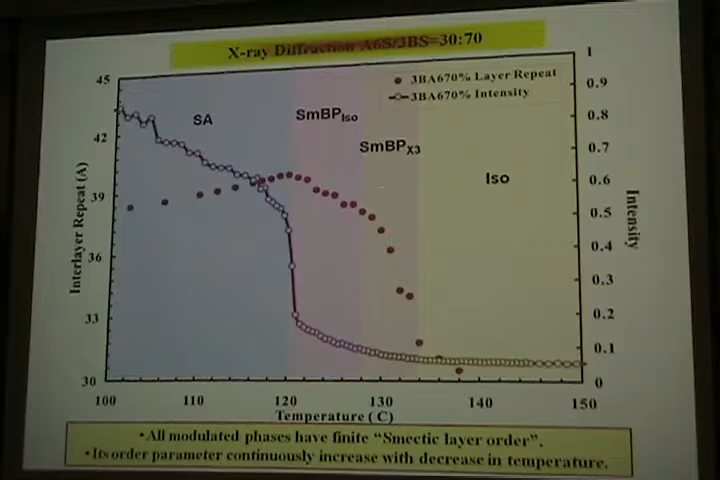 X-ray Diffraction A6S/3BS=30:70
3BA670% Layer Repeat
3BA670% Intensity
SA
SmBPIso
SmBPX3
Iso
45
42
39
36
33
30
Interlayer Repeat (A)
1
0.9
0.8
0.7
0.6
0.5
0.4
0.3
0.2
0.1
0
Intensity
100
110
120
130
140
150
Temperature ( C)
•All modulated phases have finite “Smectic layer order”.
•Its order parameter continuously increase with decrease in temperature.